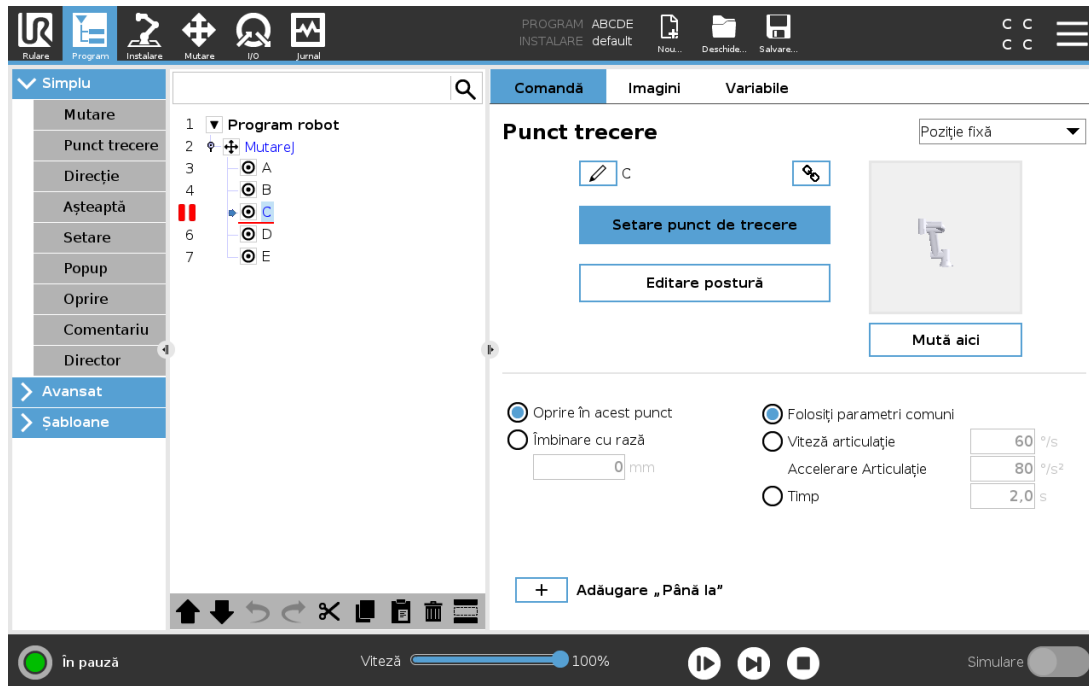 PROGRAM ABCDE
INSTALARE default
C C
C C
Rulare Program Instalare Mutare I/O Jurnal Nou... Deschide... Salvare...
Simplu
Mutare
Punct trecere
Direcție
Așteaptă
Setare
Popup
Oprire
Comentariu
Director
Avansat
Șabloane
1 Program robot
2 MutareJ
3 A
4 B
C
6 D
7 E
Comandă Imagini Variabile
Punct trecere
Poziție fixă
C
Setare punct de trecere
Editare postură
Mută aici
Oprire în acest punct
Îmbinare cu rază
0 mm
Folosiți parametri comuni
Viteză articulație 60 °/s
Accelerare Articulație 80 °/s²
Timp 2,0 s
+ Adăugare „Până la”
În pauză
Viteză 100%
Simulare